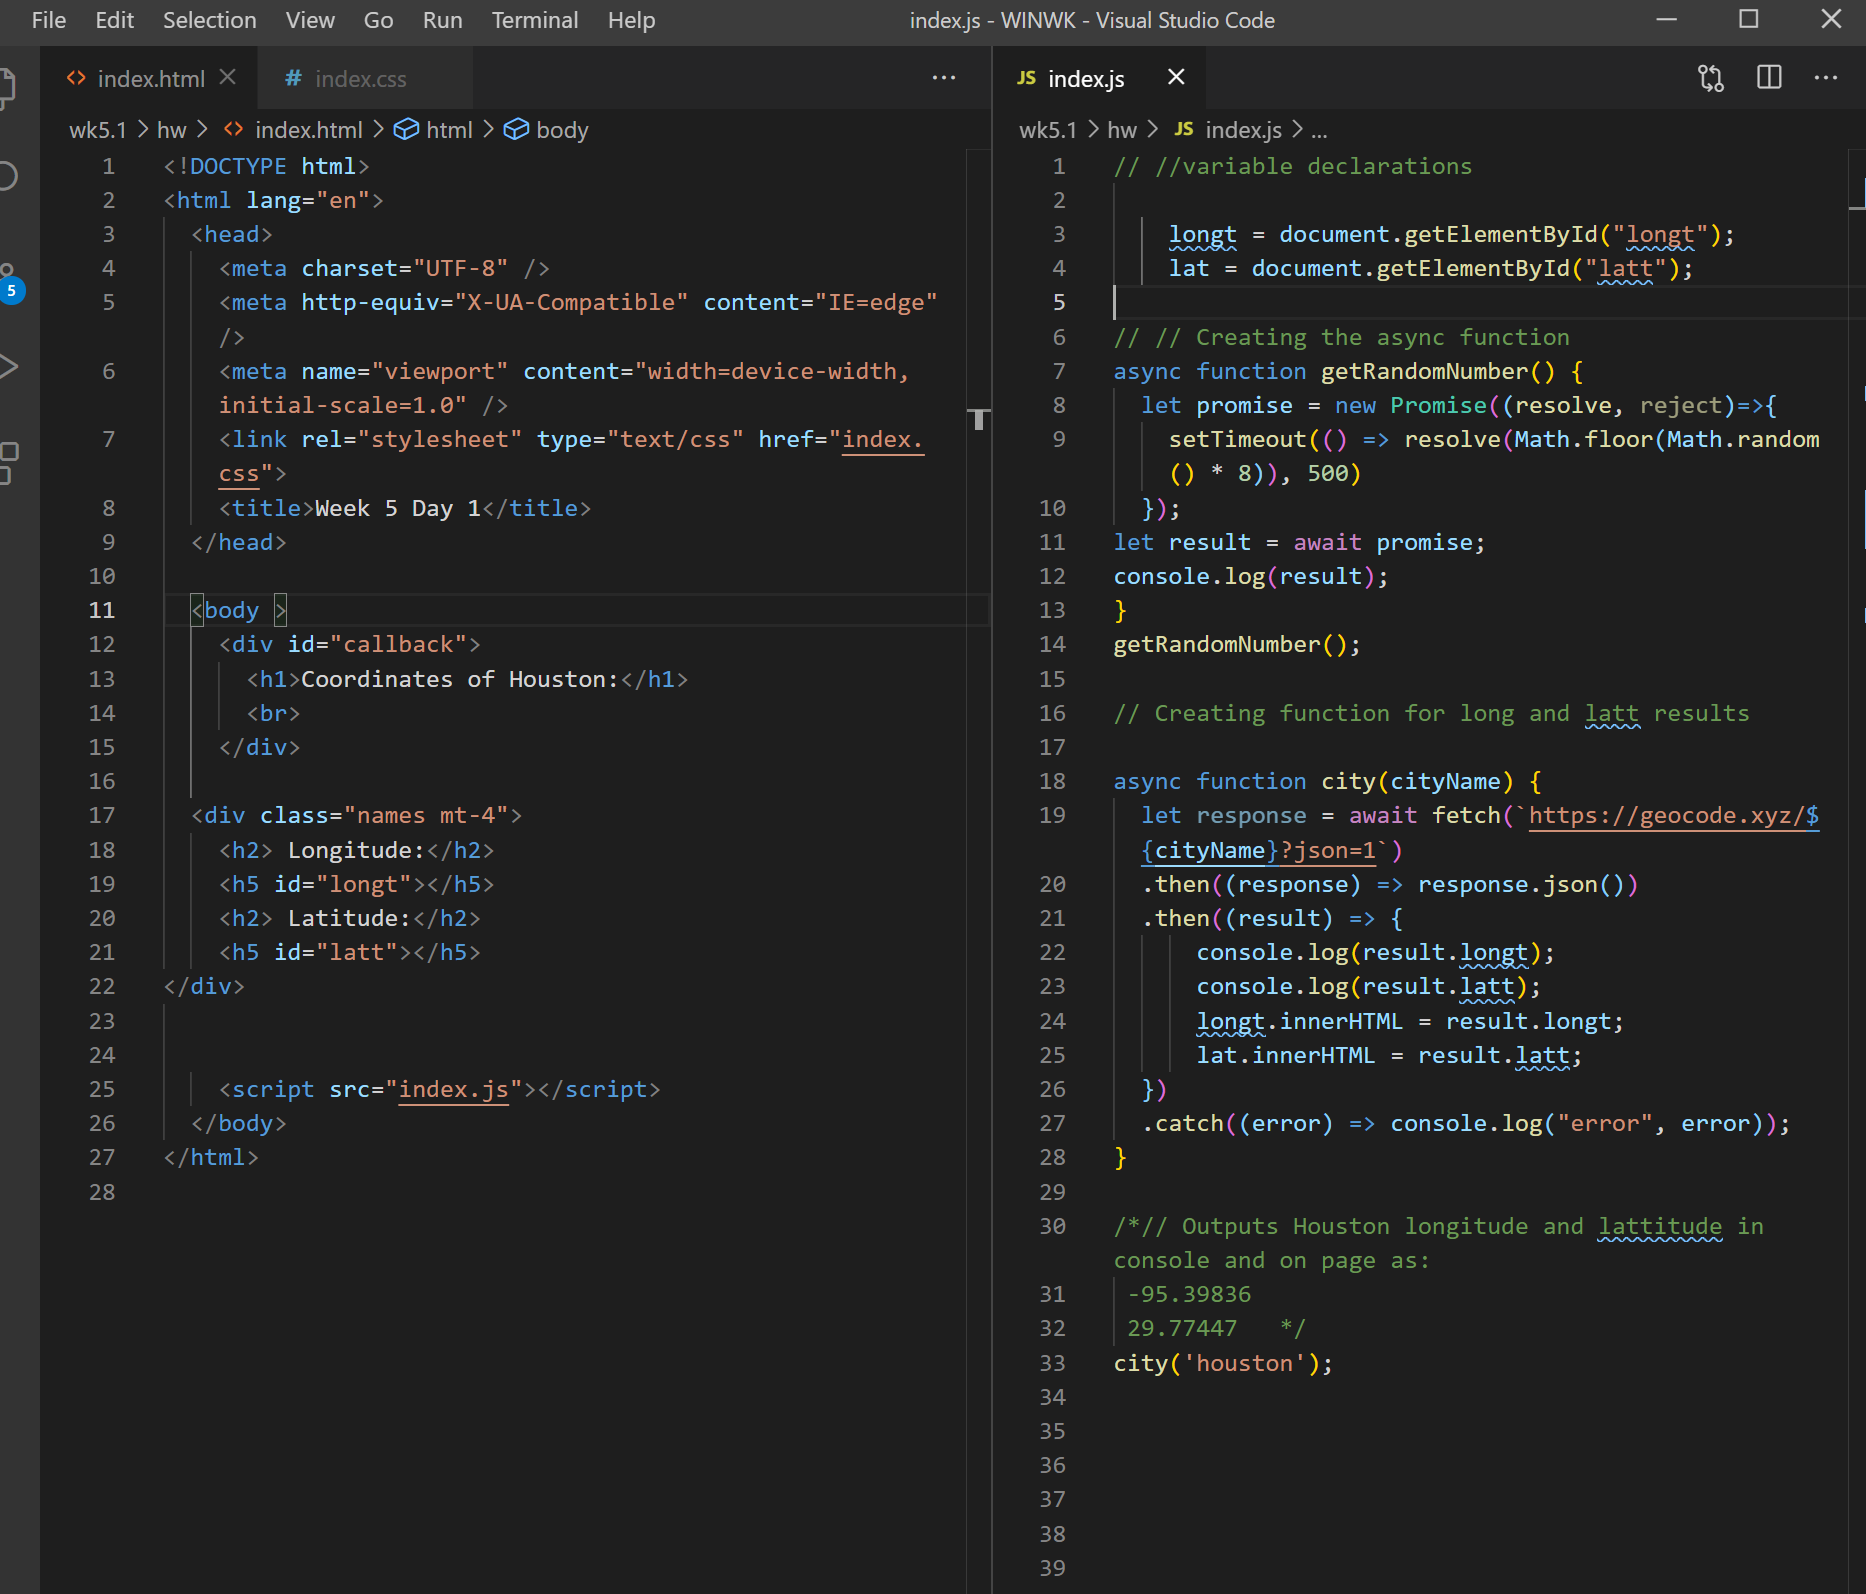 File Edit Selection View Go Run Terminal Help index.js - WINWK - Visual Studio Code
index.html
# index.css
wk5.1 > hw > <> index.html > html > body
1 <!DOCTYPE html>
2 <html lang="en">
3 <head>
4 <meta charset="UTF-8" />
5 <meta http-equiv="X-UA-Compatible" content="IE=edge"
/>
6 <meta name="viewport" content="width=device-width,
initial-scale=1.0" />
7 <link rel="stylesheet" type="text/css" href="index.
css">
8 <title>Week 5 Day 1</title>
9 </head>
10
11 <body >
12 <div id="callback">
13 <h1>Coordinates of Houston:</h1>
14 <br>
15 </div>
16
17 <div class="names mt-4">
18 <h2> Longitude:</h2>
19 <h5 id="longt"></h5>
20 <h2> Latitude:</h2>
21 <h5 id="latt"></h5>
22 </div>
23
24
25 <script src="index.js"></script>
26 </body>
27 </html>
28
5
JS index.js
wk5.1 > hw > JS index.js > ...
1 // //variable declarations
2
3 longt = document.getElementById("longt");
4 lat = document.getElementById("latt");
5
6 // // Creating the async function
7 async function getRandomNumber() {
8 let promise = new Promise((resolve, reject)=>{
9 setTimeout(() => resolve(Math.floor(Math.random
() * 8)), 500)
10 });
11 let result = await promise;
12 console.log(result);
13 }
14 getRandomNumber();
15
16 // Creating function for long and latt results
17
18 async function city(cityName) {
19 let response = await fetch(`https://geocode.xyz/$
{cityName}?json=1`)
20 .then((response) => response.json())
21 .then((result) => {
22 console.log(result.longt);
23 console.log(result.latt);
24 longt.innerHTML = result.longt;
25 lat.innerHTML = result.latt;
26 })
27 .catch((error) => console.log("error", error));
28 }
29
30 /*// Outputs Houston longitude and lattitude in
console and on page as:
31 -95.39836
32 29.77447 */
33 city('houston');
34
35
36
37
38
39